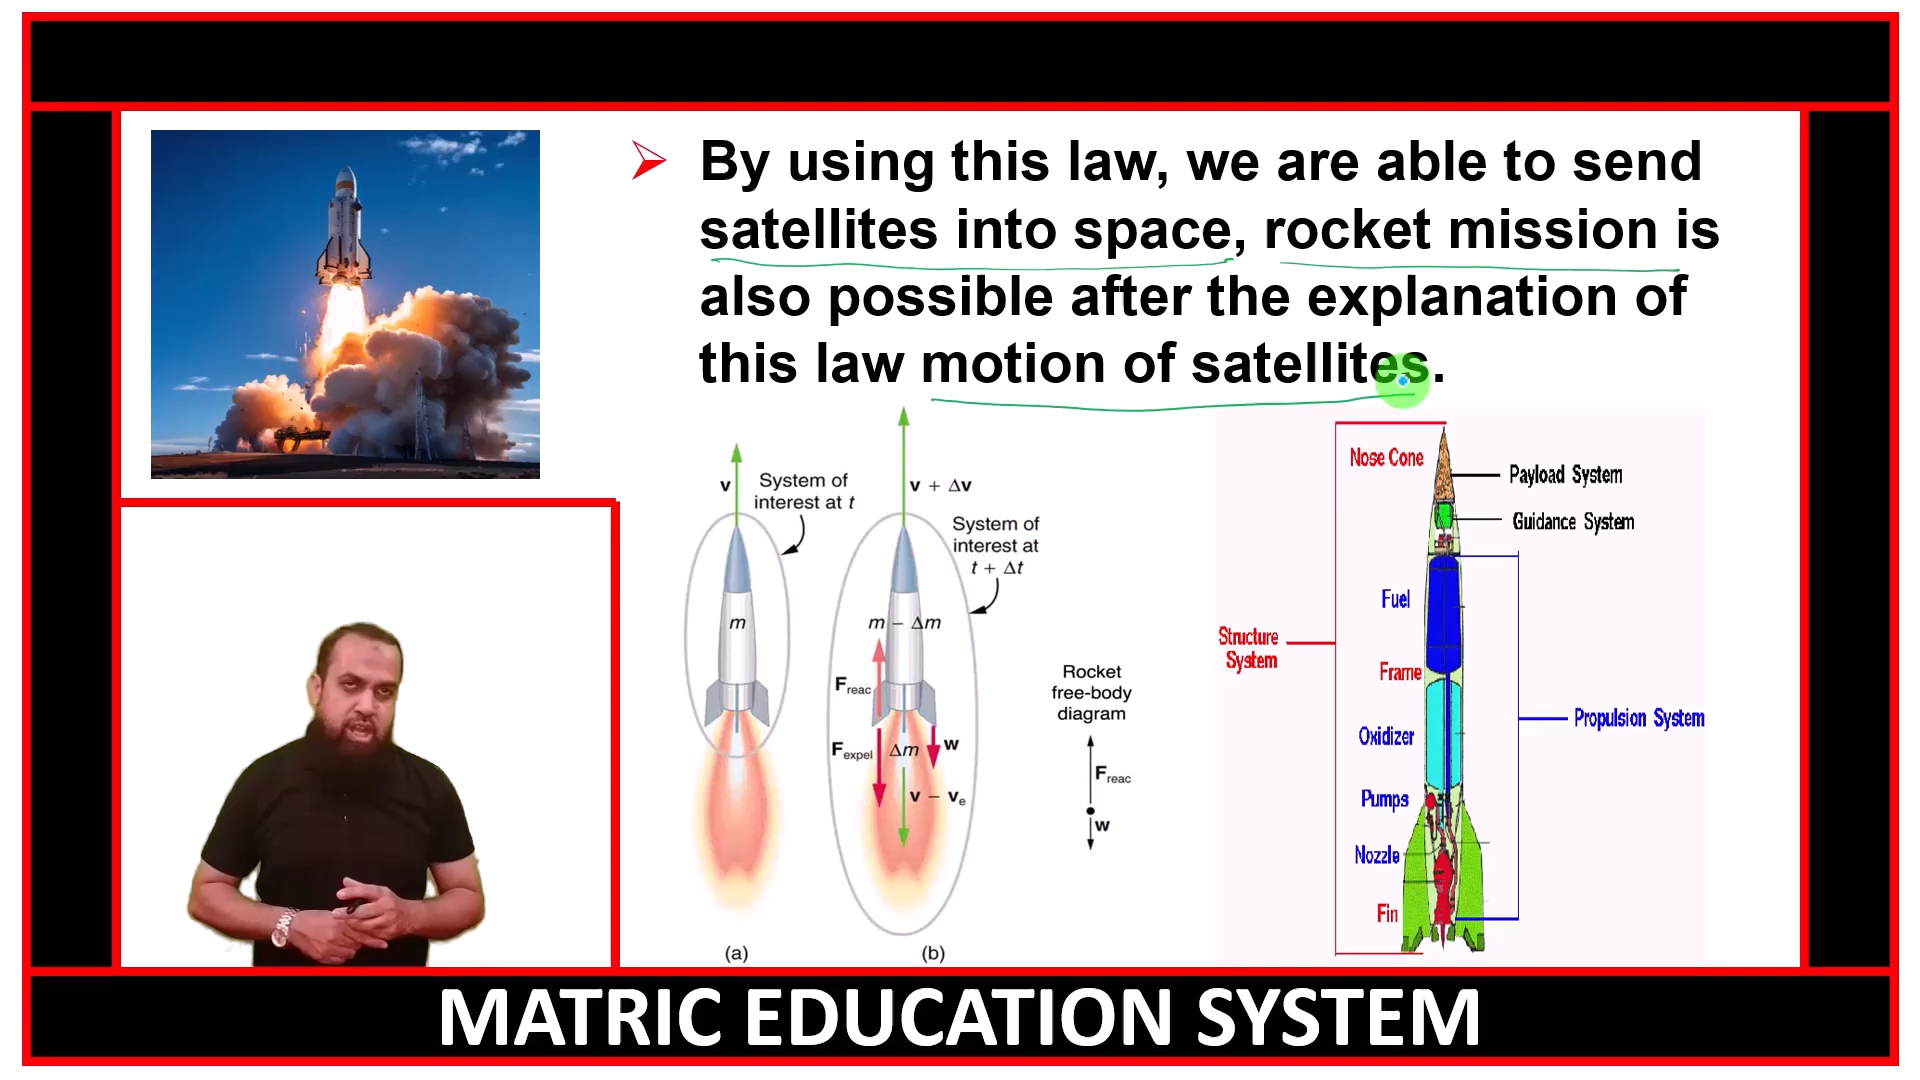 By using this law, we are able to send
satellites into space, rocket mission is
also possible after the explanation of
this law motion of satellites.
v
System of
interest at t
m
(a)
v + Δv
System of
interest at
t + Δt
m − Δm
Freac
Fexpel
Δm
w
v − ve
(b)
Rocket
free-body
diagram
Freac
w
Nose Cone
Payload System
Guidance System
Fuel
Structure
System
Frame
Propulsion System
Oxidizer
Pumps
Nozzle
Fin
MATRIC EDUCATION SYSTEM